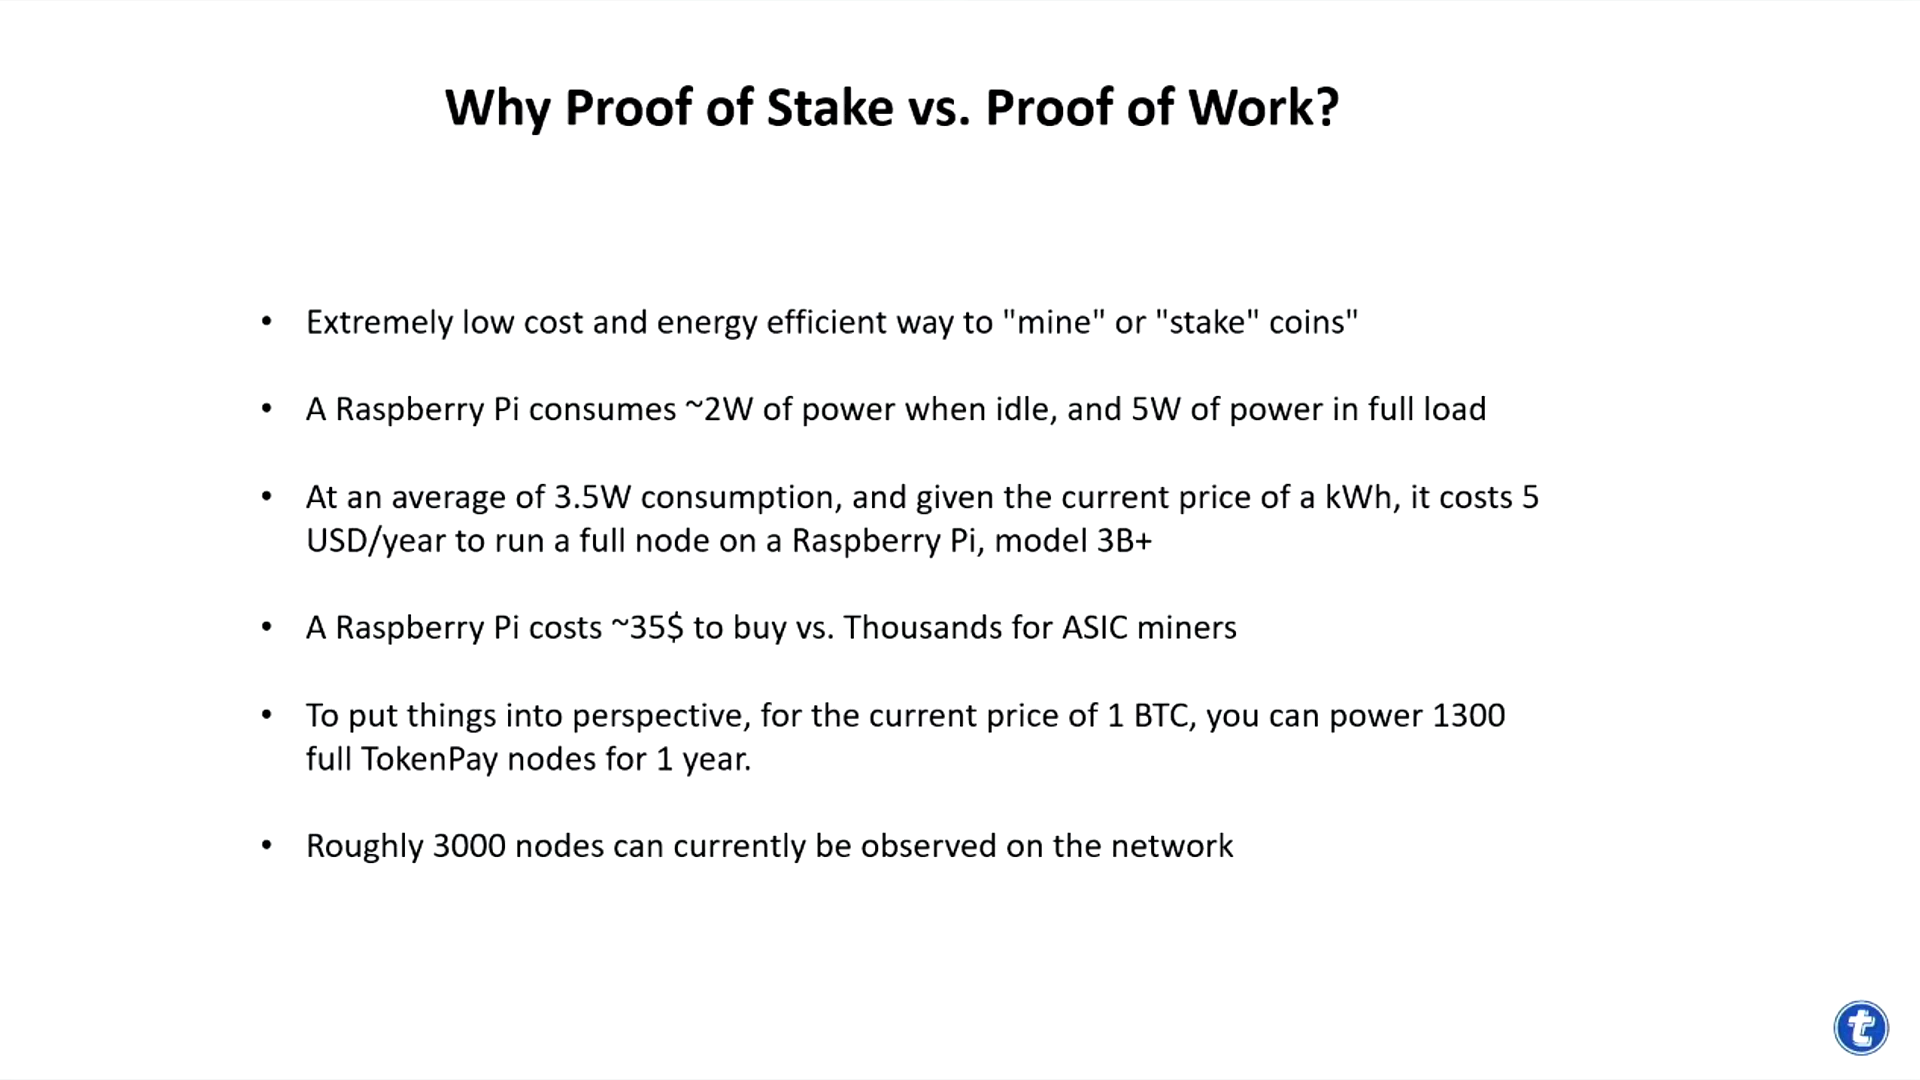 Why Proof of Stake vs. Proof of Work?
• Extremely low cost and energy efficient way to "mine" or "stake" coins"
• A Raspberry Pi consumes ~2W of power when idle, and 5W of power in full load
• At an average of 3.5W consumption, and given the current price of a kWh, it costs 5
USD/year to run a full node on a Raspberry Pi, model 3B+
• A Raspberry Pi costs ~35$ to buy vs. Thousands for ASIC miners
• To put things into perspective, for the current price of 1 BTC, you can power 1300
full TokenPay nodes for 1 year.
• Roughly 3000 nodes can currently be observed on the network
t